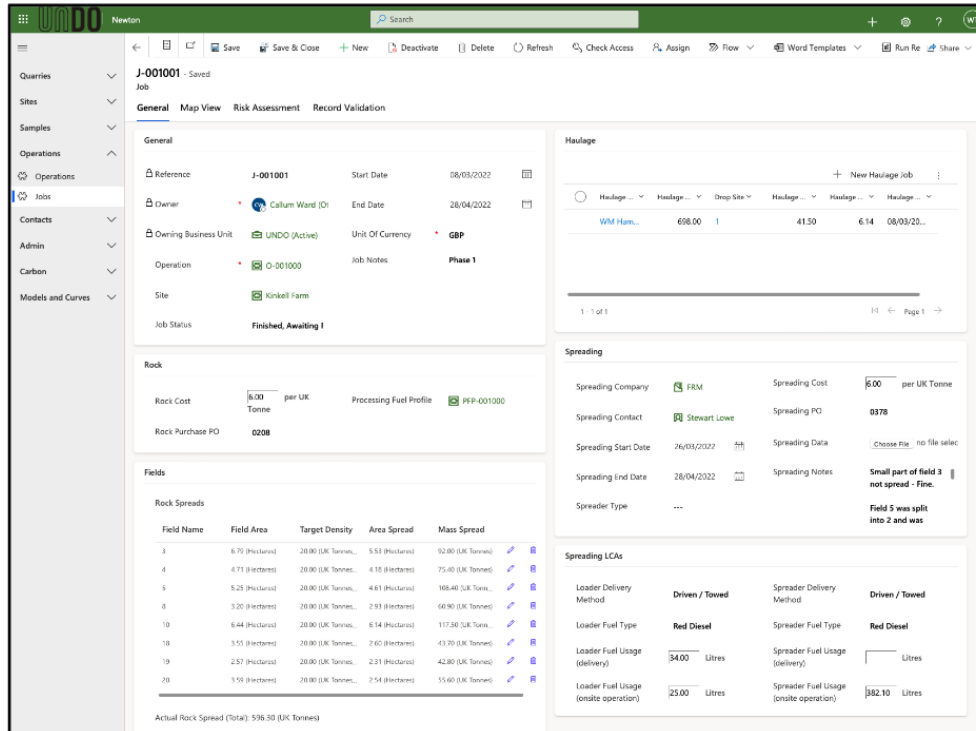 UNDO Newton Search
Save Save & Close New Deactivate Delete Refresh Check Access Assign Flow Word Templates Run Re Share
J-001001 - Saved
Job
General Map View Risk Assessment Record Validation
Quarries
Sites
Samples
Operations
Operations
Jobs
Contacts
Admin
Carbon
Models and Curves
General
Reference J-001001 Start Date 08/03/2022
Owner * Callum Ward (Ot End Date 28/04/2022
Owning Business Unit UNDO (Active) Unit Of Currency * GBP
Operation * O-001000 Job Notes Phase 1
Site Kinkell Farm
Job Status Finished, Awaiting
Rock
Rock Cost 6.00 per UK
Tonne
Processing Fuel Profile PFP-001000
Rock Purchase PO 0208
Fields
Rock Spreads
Field Name Field Area Target Density Area Spread Mass Spread
3 6.76 (Hectares) 20.00 (UK Tonnes,... 5.53 (Hectares) 92.00 (UK Tonnes)
4 4.71 (Hectares) 20.00 (UK Tonnes,... 4.18 (Hectares) 75.40 (UK Tonnes)
5 5.25 (Hectares) 20.00 (UK Tonnes,... 4.61 (Hectares) 108.40 (UK Tonn...
8 3.20 (Hectares) 20.00 (UK Tonnes,... 2.93 (Hectares) 60.90 (UK Tonnes)
10 6.44 (Hectares) 20.00 (UK Tonnes,... 6.14 (Hectares) 117.50 (UK Tonn...
18 3.55 (Hectares) 20.00 (UK Tonnes,... 2.60 (Hectares) 43.70 (UK Tonnes)
19 2.57 (Hectares) 20.00 (UK Tonnes,... 2.31 (Hectares) 42.80 (UK Tonnes)
20 3.59 (Hectares) 20.00 (UK Tonnes,... 2.54 (Hectares) 55.60 (UK Tonnes)
Actual Rock Spread (Total): 596.30 (UK Tonnes)
Haulage
New Haulage Job
Haulage ... Haulage ... Drop Site Haulage ... Haulage ... Haulage ...
WM Ham... 698.00 1 41.50 6.14 08/03/20...
1 - 1 of 1 Page 1
Spreading
Spreading Company FRM Spreading Cost 6.00 per UK Tonne
Spreading Contact Stewart Lowe Spreading PO 0378
Spreading Start Date 26/03/2022 Spreading Data Choose File no file selec
Spreading End Date 28/04/2022 Spreading Notes Small part of field 3
not spread - Fine.
Spreader Type --- Field 5 was split
into 2 and was
Spreading LCAs
Loader Delivery
Method Driven / Towed
Spreader Delivery
Method Driven / Towed
Loader Fuel Type Red Diesel Spreader Fuel Type Red Diesel
Loader Fuel Usage
(delivery) 34.00 Litres
Spreader Fuel Usage
(delivery) Litres
Loader Fuel Usage
(onsite operation) 25.00 Litres
Spreader Fuel Usage
(onsite operation) 382.10 Litres